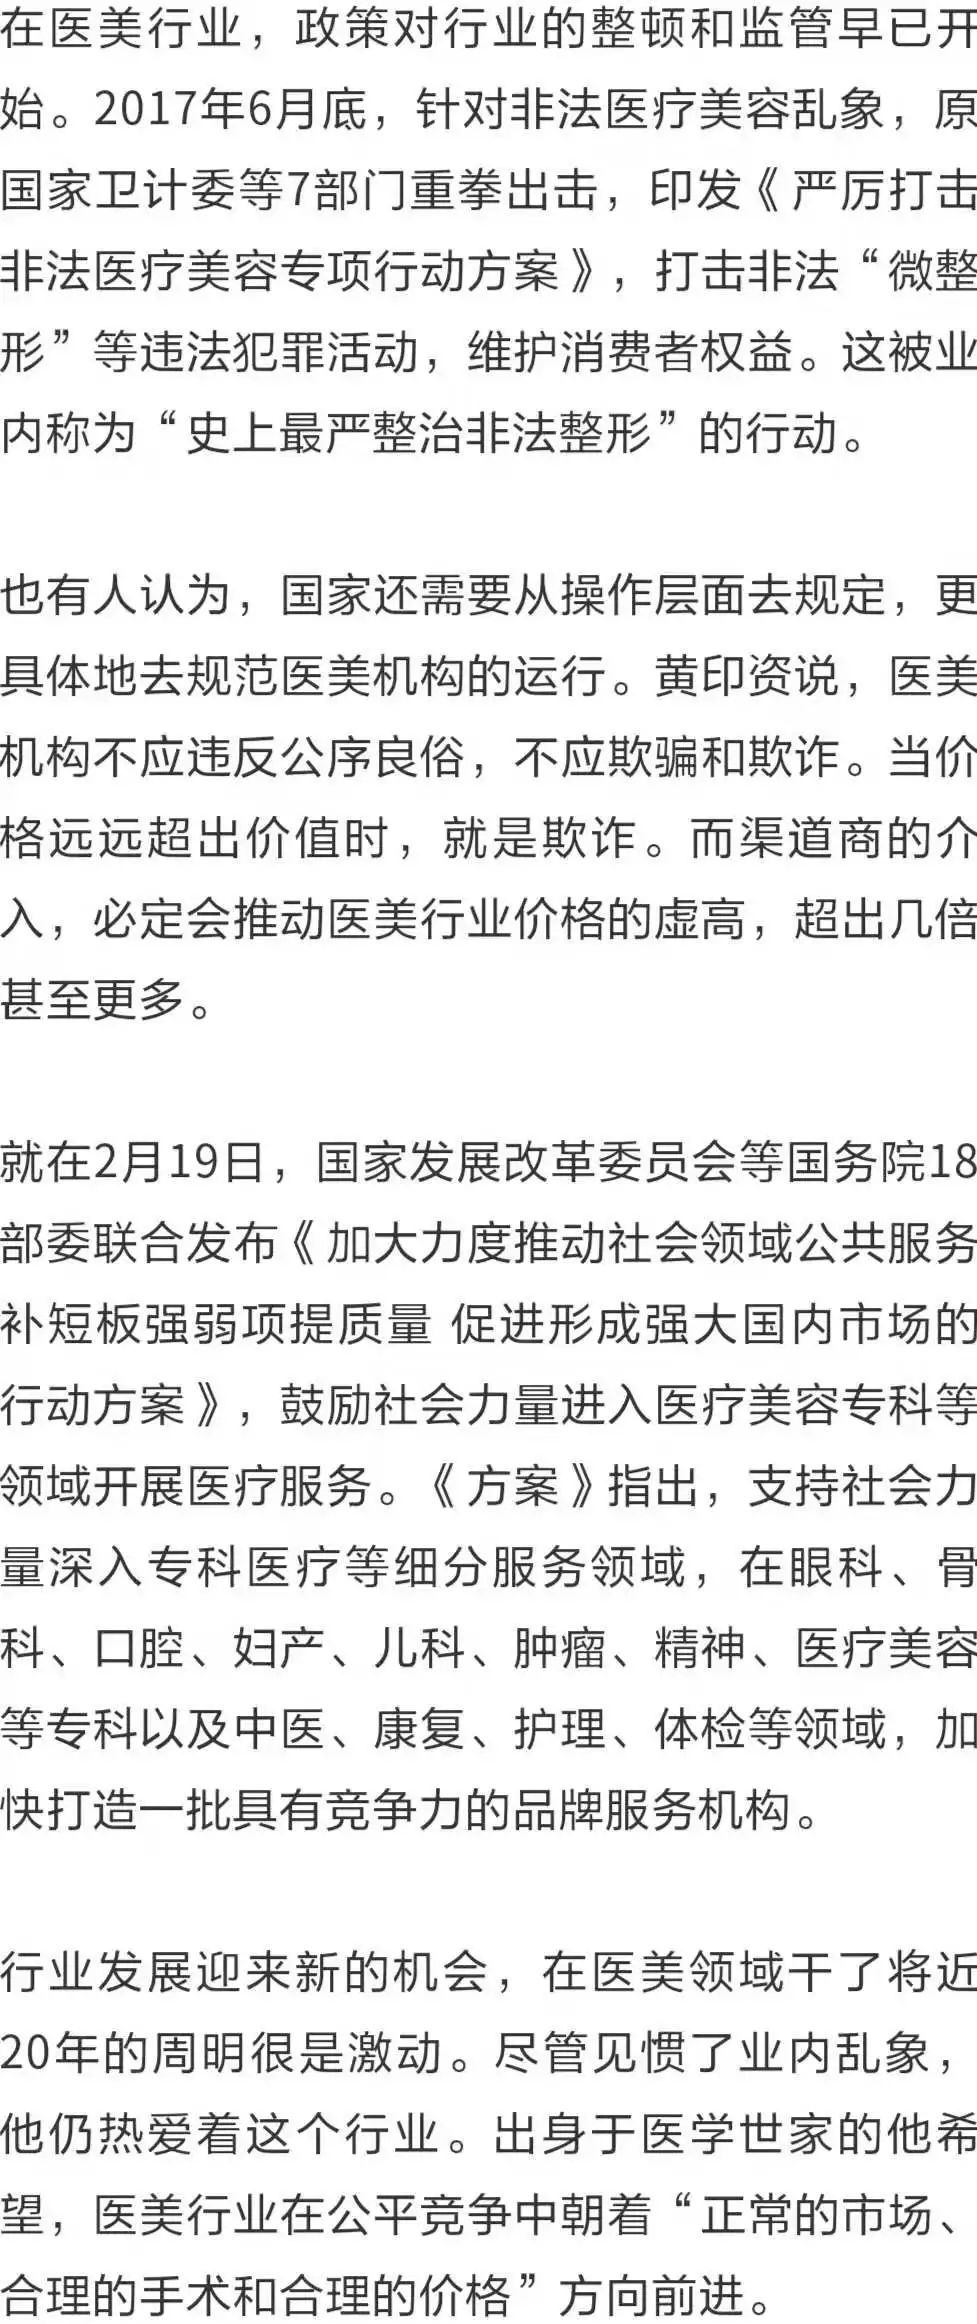 在医美行业，政策对行业的整顿和监管早已开
始。2017年6月底，针对非法医疗美容乱象，原
国家卫计委等7部门重拳出击，印发《严厉打击
非法医疗美容专项行动方案》，打击非法“微整
形”等违法犯罪活动，维护消费者权益。这被业
内称为“史上最严整治非法整形”的行动。
也有人认为，国家还需要从操作层面去规定，更
具体地去规范医美机构的运行。黄印资说，医美
机构不应违反公序良俗，不应欺骗和欺诈。当价
格远远超出价值时，就是欺诈。而渠道商的介
入，必定会推动医美行业价格的虚高，超出几倍
甚至更多。
就在2月19日，国家发展改革委员会等国务院18
部委联合发布《加大力度推动社会领域公共服务
补短板强弱项提质量 促进形成强大国内市场的
行动方案》，鼓励社会力量进入医疗美容专科等
领域开展医疗服务。《方案》指出，支持社会力
量深入专科医疗等细分服务领域，在眼科、骨
科、口腔、妇产、儿科、肿瘤、精神、医疗美容
等专科以及中医、康复、护理、体检等领域，加
快打造一批具有竞争力的品牌服务机构。
行业发展迎来新的机会，在医美领域干了将近
20年的周明很是激动。尽管见惯了业内乱象，
他仍热爱着这个行业。出身于医学世家的他希
望，医美行业在公平竞争中朝着“正常的市场、
合理的手术和合理的价格”方向前进。